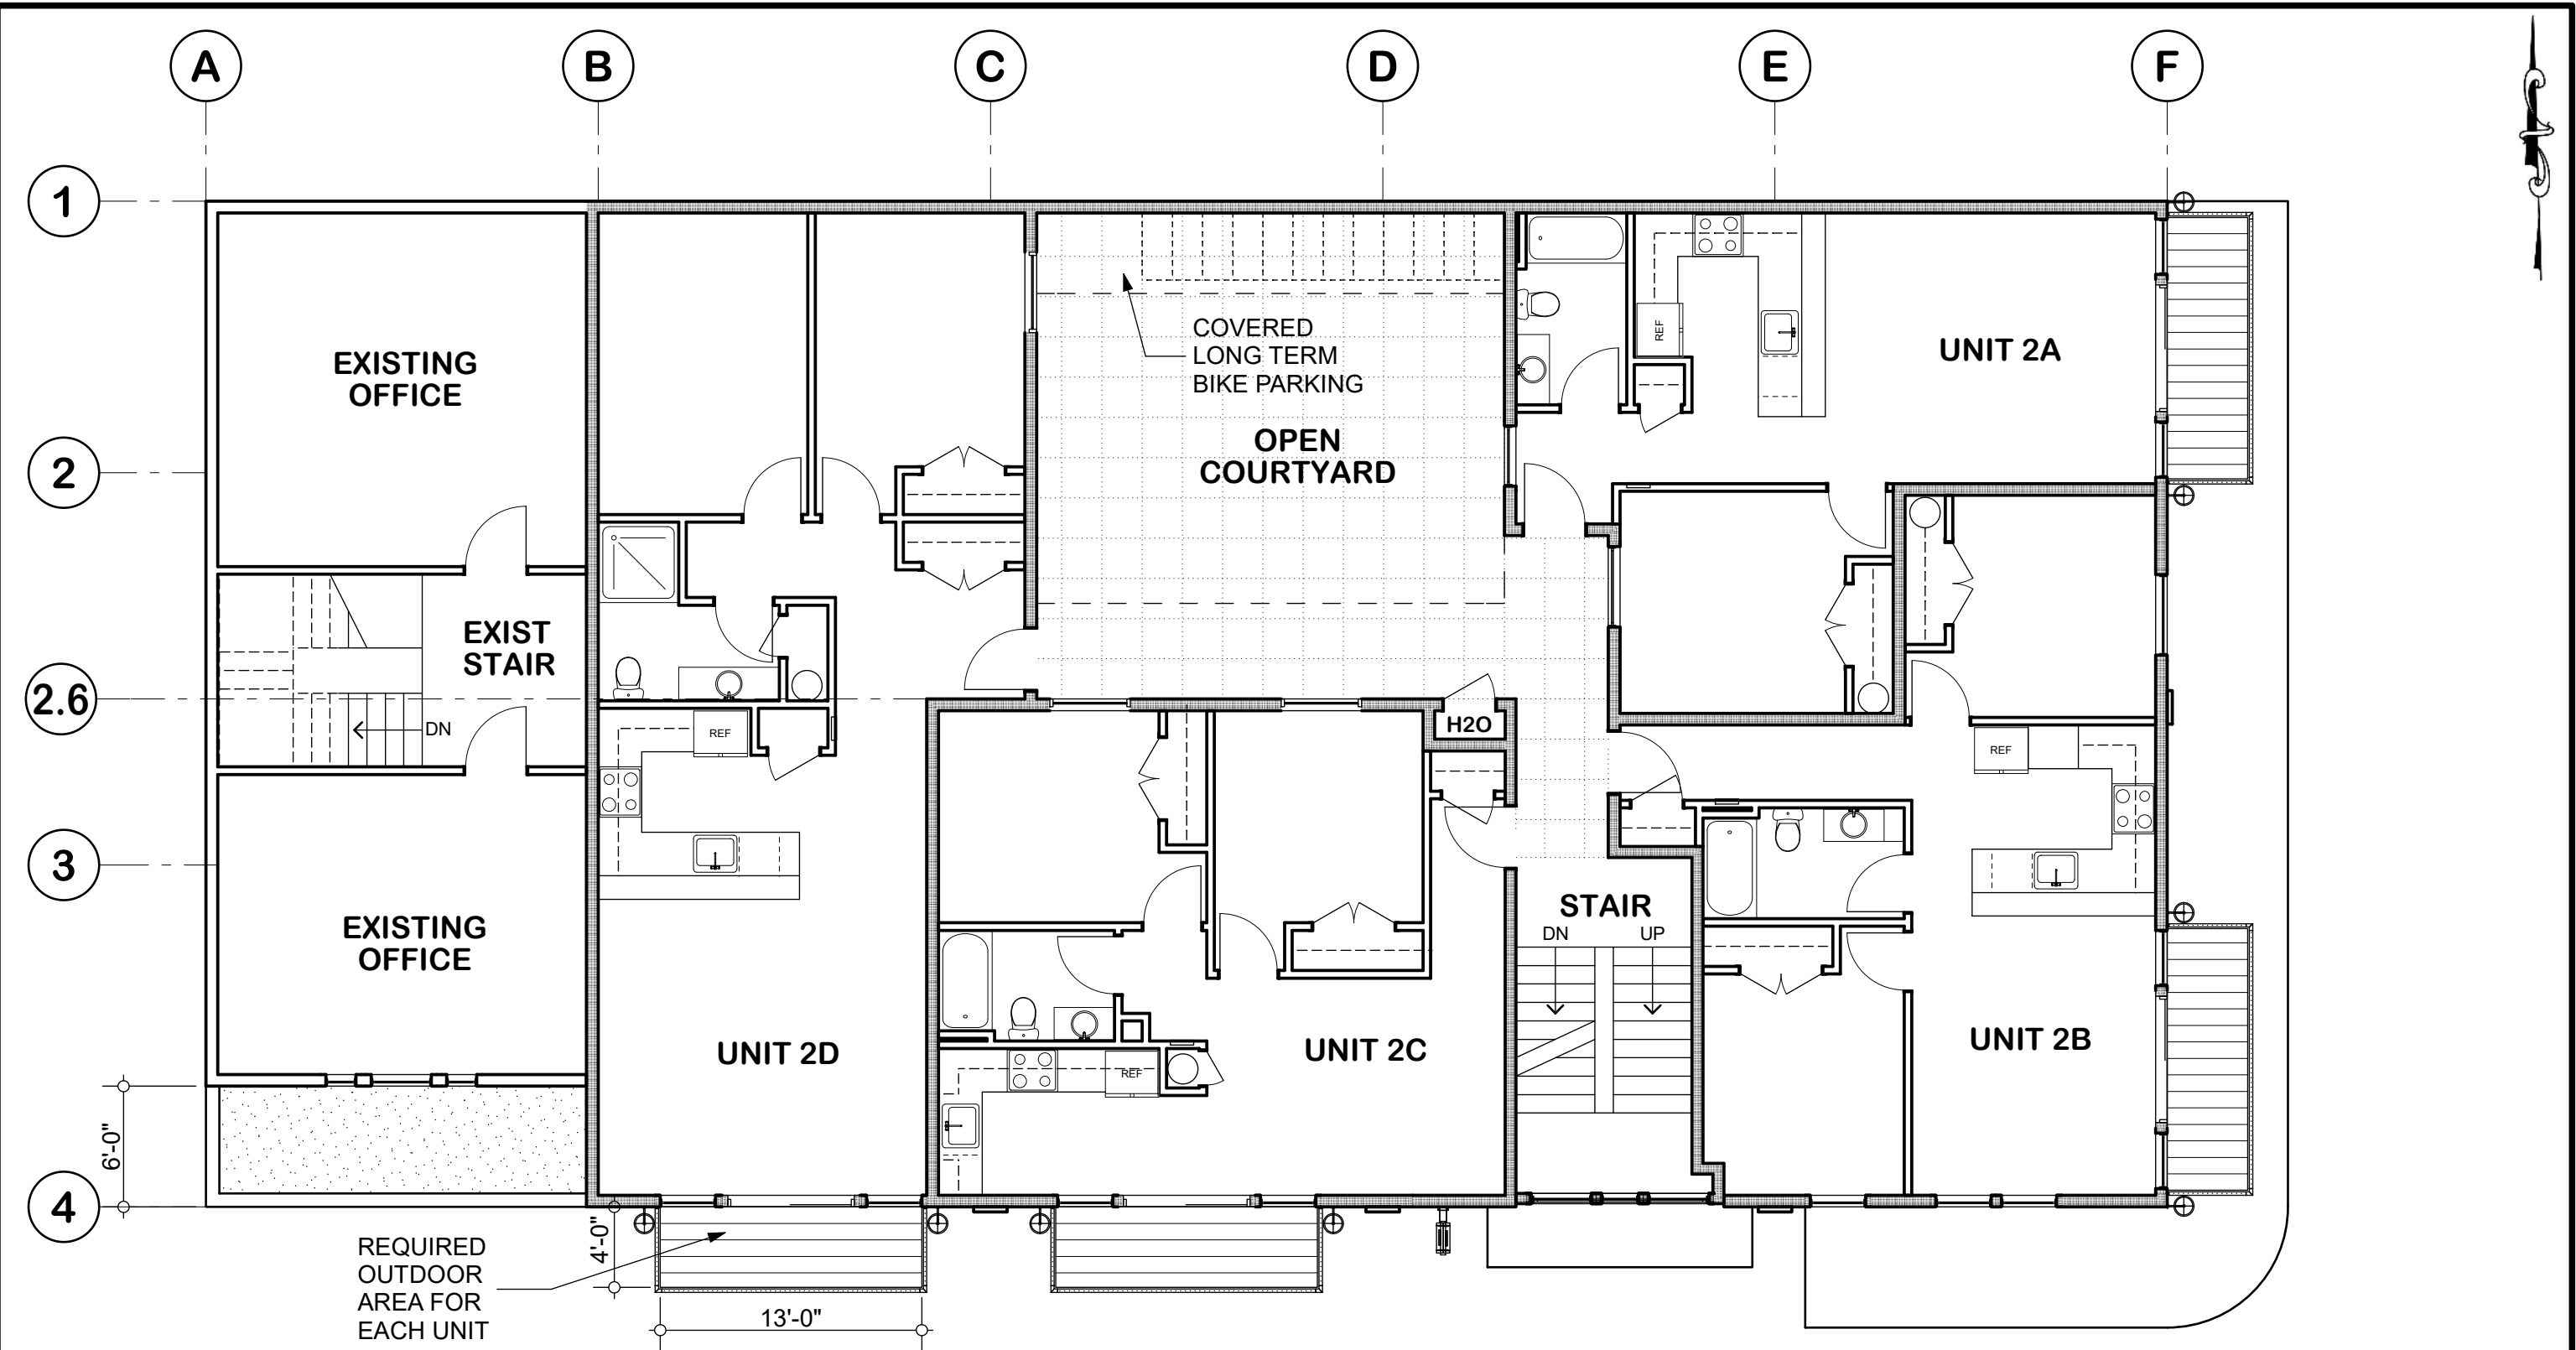 A
B
C
D
E
F
1
2
2.6
3
4
EXISTING
OFFICE
COVERED
LONG TERM
BIKE PARKING
OPEN
COURTYARD
REF
UNIT 2A
EXIST
STAIR
DN
REF
H2O
REF
EXISTING
OFFICE
STAIR
DN
UP
UNIT 2D
UNIT 2C
REF
UNIT 2B
6'-0"
4'-0"
REQUIRED
OUTDOOR
AREA FOR
EACH UNIT
13'-0"